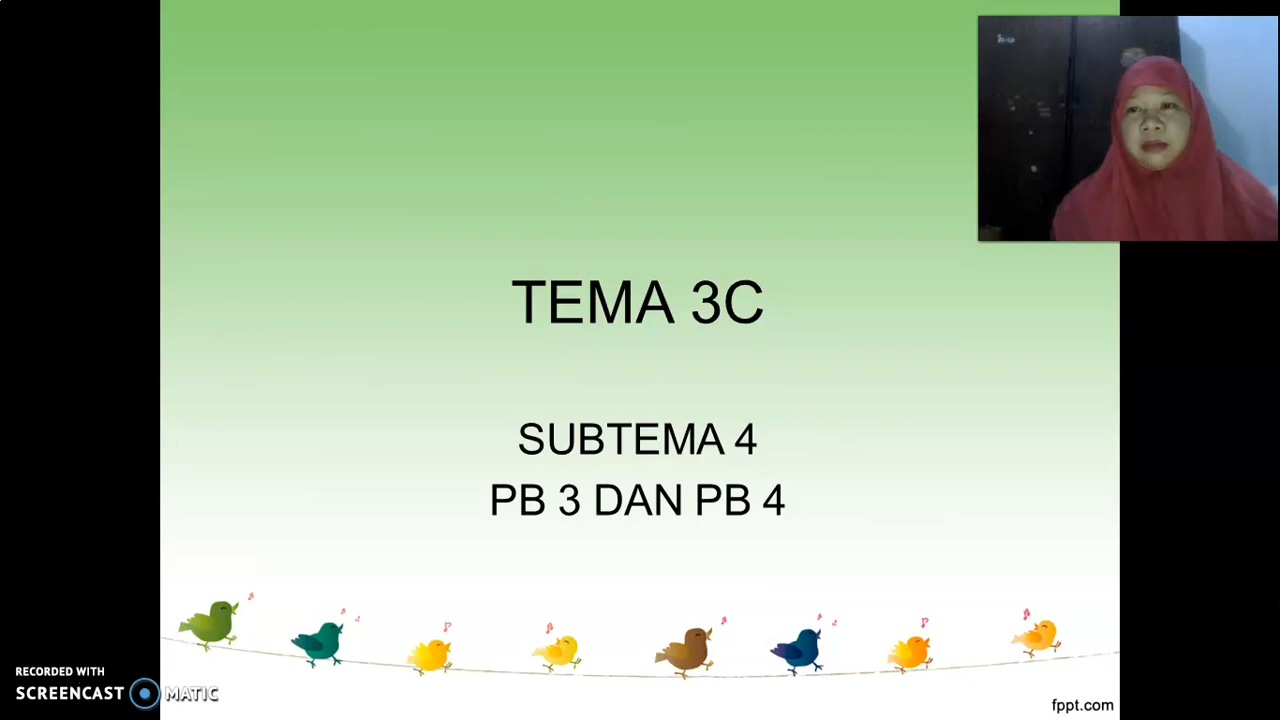 TEMA 3C
SUBTEMA 4
PB 3 DAN PB 4
RECORDED WITH
SCREENCAST MATIC
fppt.com